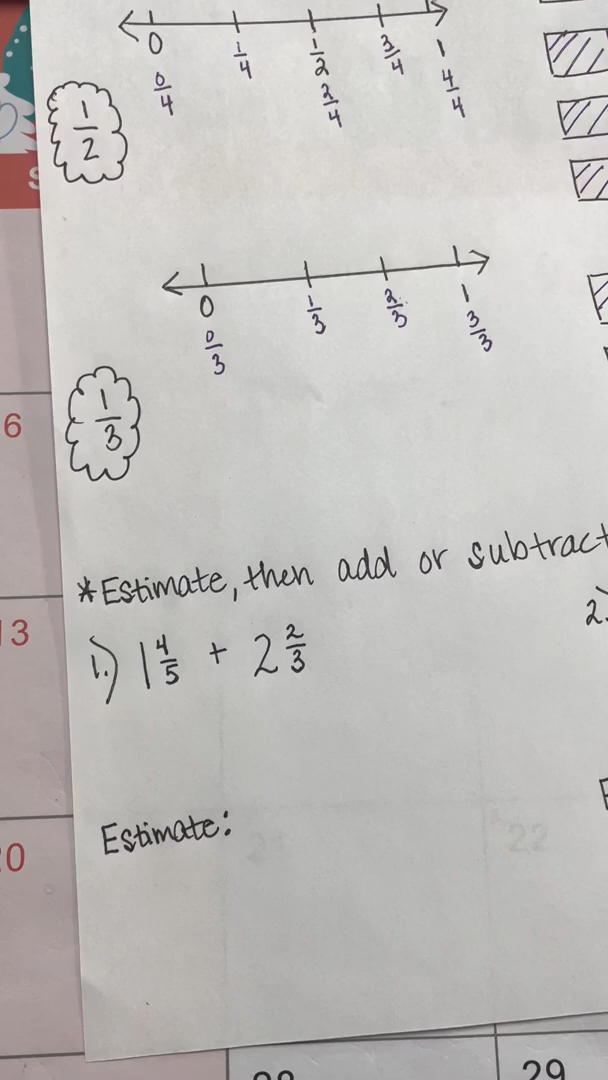 0 1/4 1/2 3/4 1
0/4 2/4 4/4
1/2
0 1/3 2/3 1
0/3 3/3
1/3
*Estimate, then add or subtract
1.) 1 4/5 + 2 2/3
2.)
Estimate:
6
13
22
29